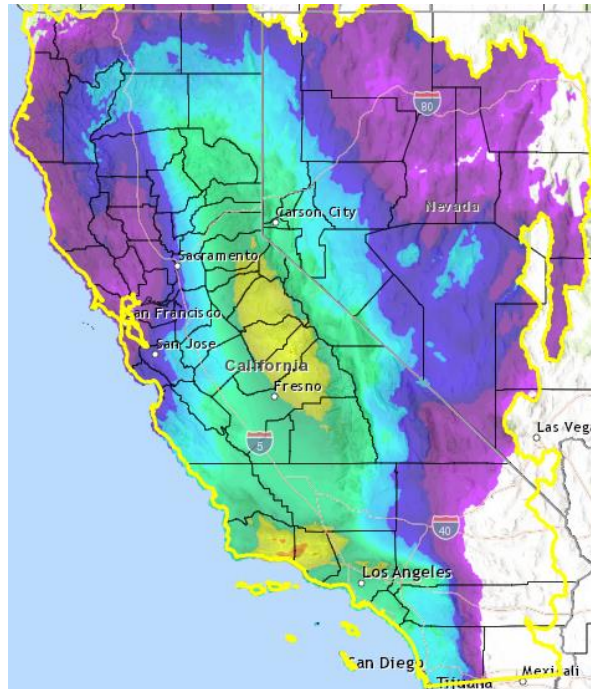 80
Nevada
Carson City
Sacramento
an Francisco
San Jose
California
Fresno
5
Las Vega
40
Los Angeles
San Diego
Tijuana
Mexicali